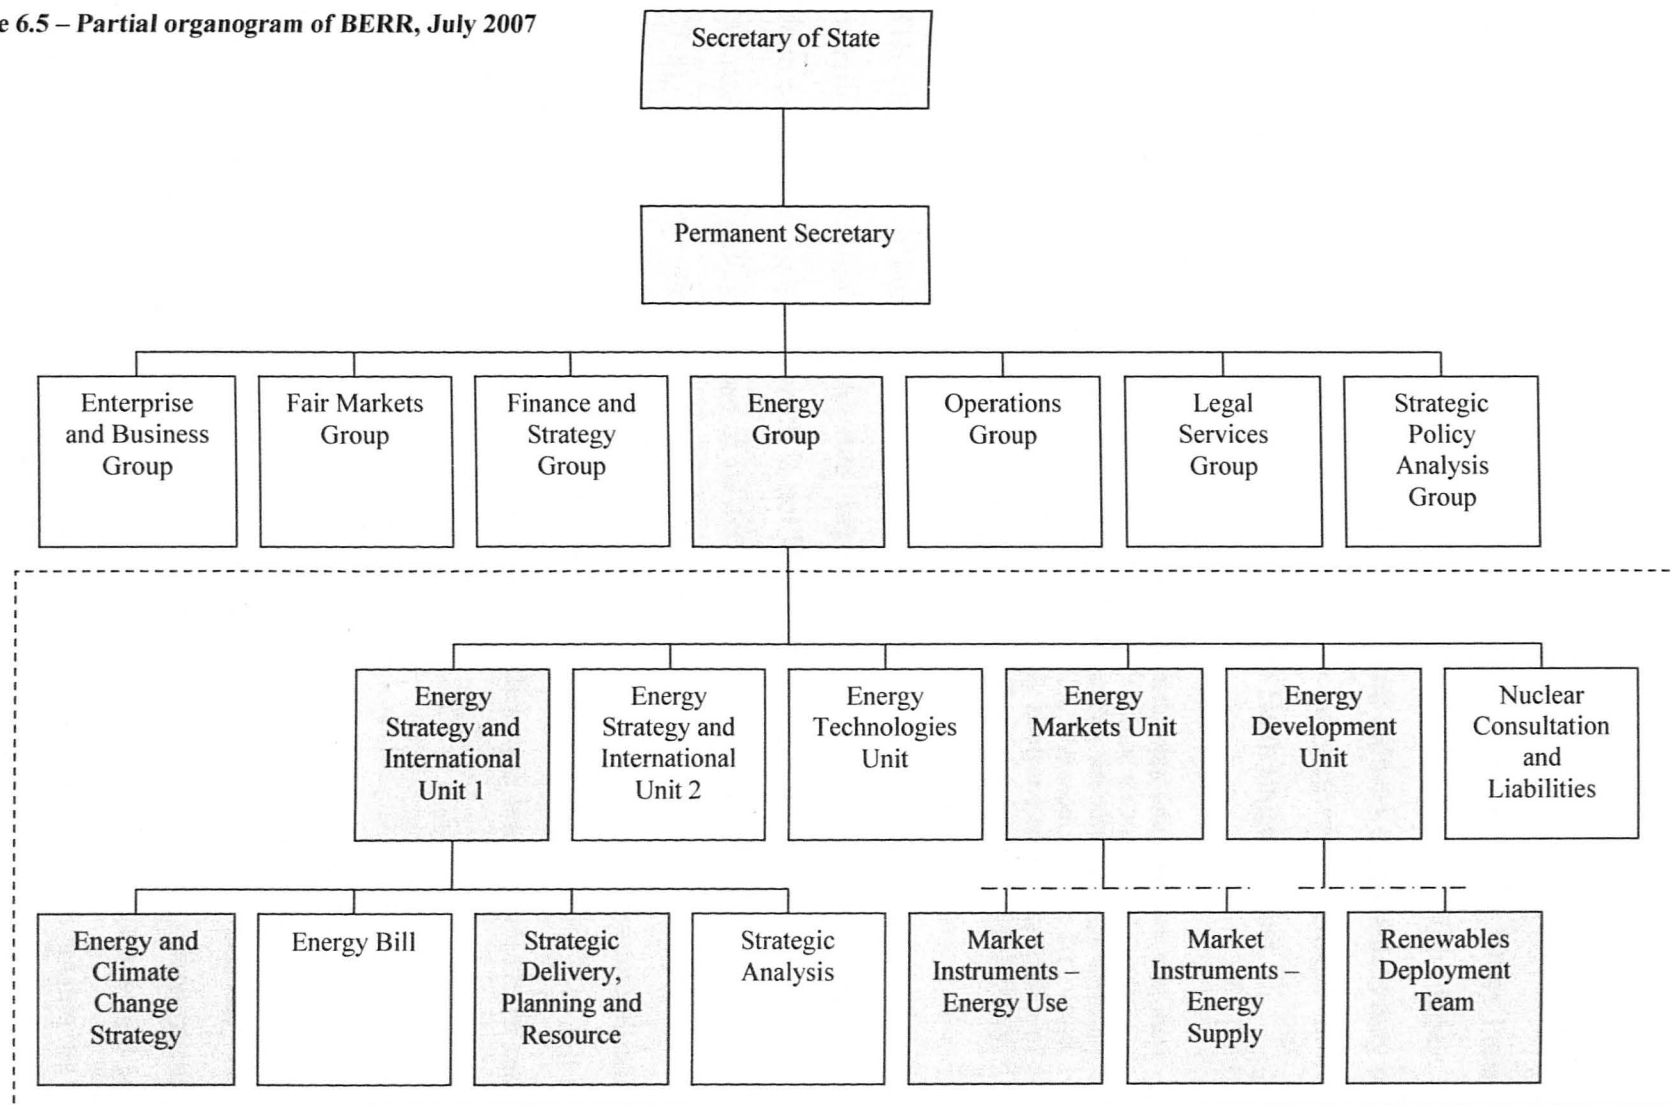 e 6.5 – Partial organogram of BERR, July 2007
Secretary of State
Permanent Secretary
Enterprise
and Business
Group
Fair Markets
Group
Finance and
Strategy
Group
Energy
Group
Operations
Group
Legal
Services
Group
Strategic
Policy
Analysis
Group
Energy
Strategy and
International
Unit 1
Energy
Strategy and
International
Unit 2
Energy
Technologies
Unit
Energy
Markets Unit
Energy
Development
Unit
Nuclear
Consultation
and
Liabilities
Energy and
Climate
Change
Strategy
Energy Bill
Strategic
Delivery,
Planning and
Resource
Strategic
Analysis
Market
Instruments –
Energy Use
Market
Instruments –
Energy
Supply
Renewables
Deployment
Team